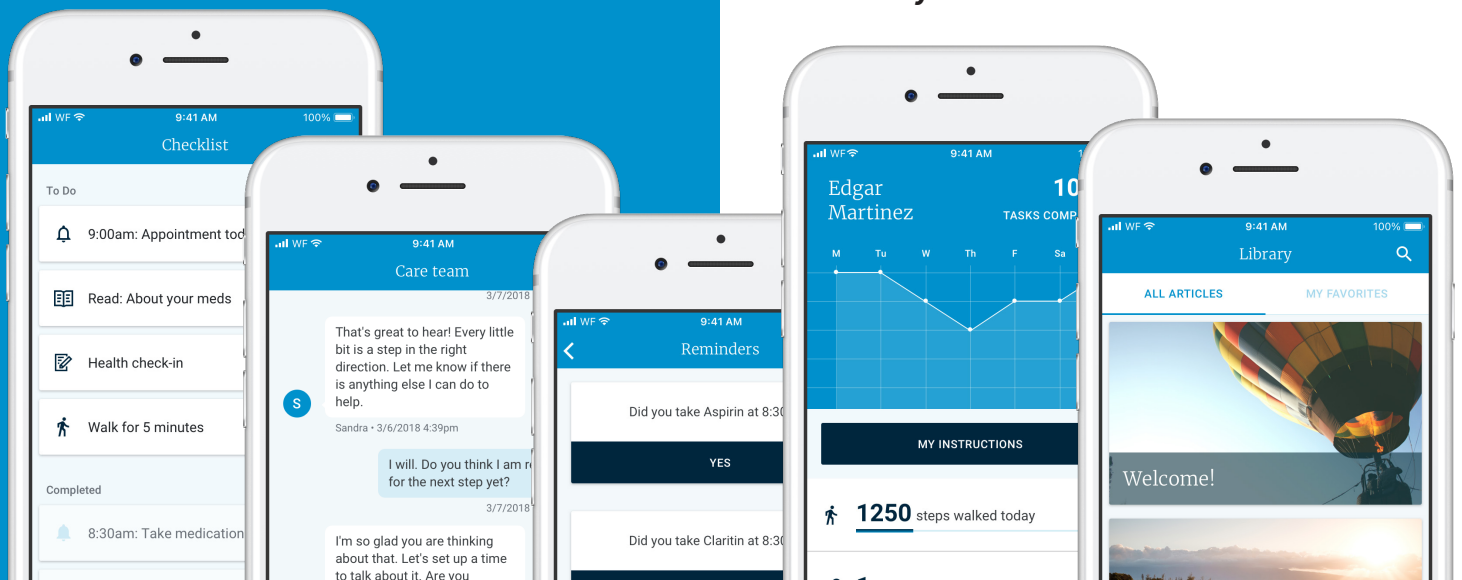 WF
9:41 AM
100%
Checklist
To Do
9:00am: Appointment
Read: About your meds
Health check-in
Walk for 5 minutes
Completed
8:30am: Take medication
WF
9:41 AM
Care team
3/7/2018
That's great to hear! Every little
bit is a step in the right
direction. Let me know if there
is anything else I can do to
help.
S
Sandra • 3/6/2018 4:39pm
I will. Do you think I am
for the next step yet?
3/7/2018
I'm so glad you are thinking
about that. Let's set up a time
to talk about it. Are you
WF
9:41 AM
Reminders
Did you take Aspirin at
YES
Did you take Claritin at
WF
9:41 AM
Edgar
Martinez
TASKS
M
Tu
W
Th
F
Sa
MY INSTRUCTIONS
1250 steps walked today
WF
9:41 AM
100%
Library
ALL ARTICLES
MY FAVORITES
Welcome!